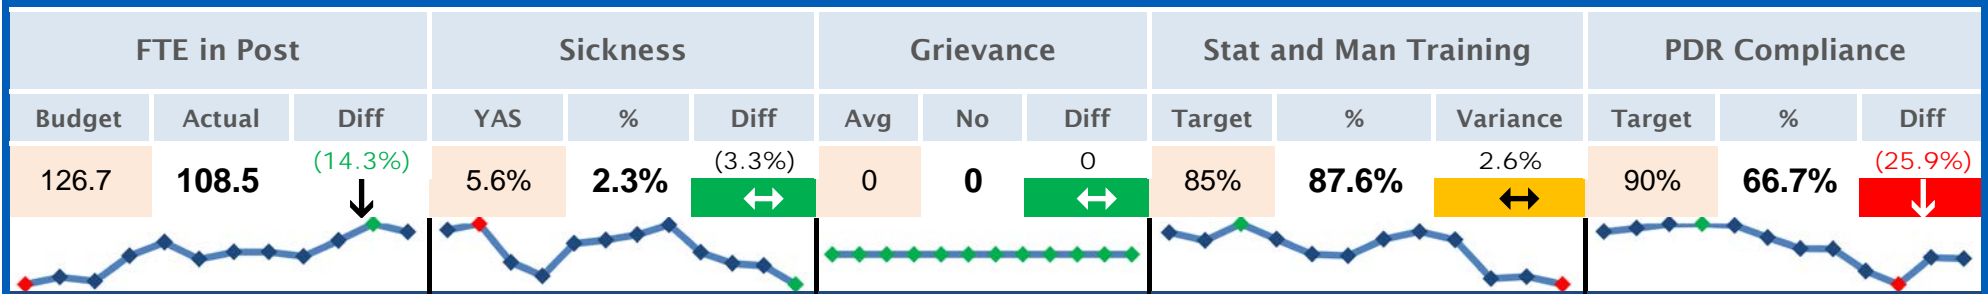 FTE in Post Sickness Grievance Stat and Man Training PDR Compliance
Budget Actual Diff YAS % Diff Avg No Diff Target % Variance Target % Diff
126.7 108.5 (14.3%) 5.6% 2.3% (3.3%) 0 0 0 85% 87.6% 2.6% 90% 66.7% (25.9%)